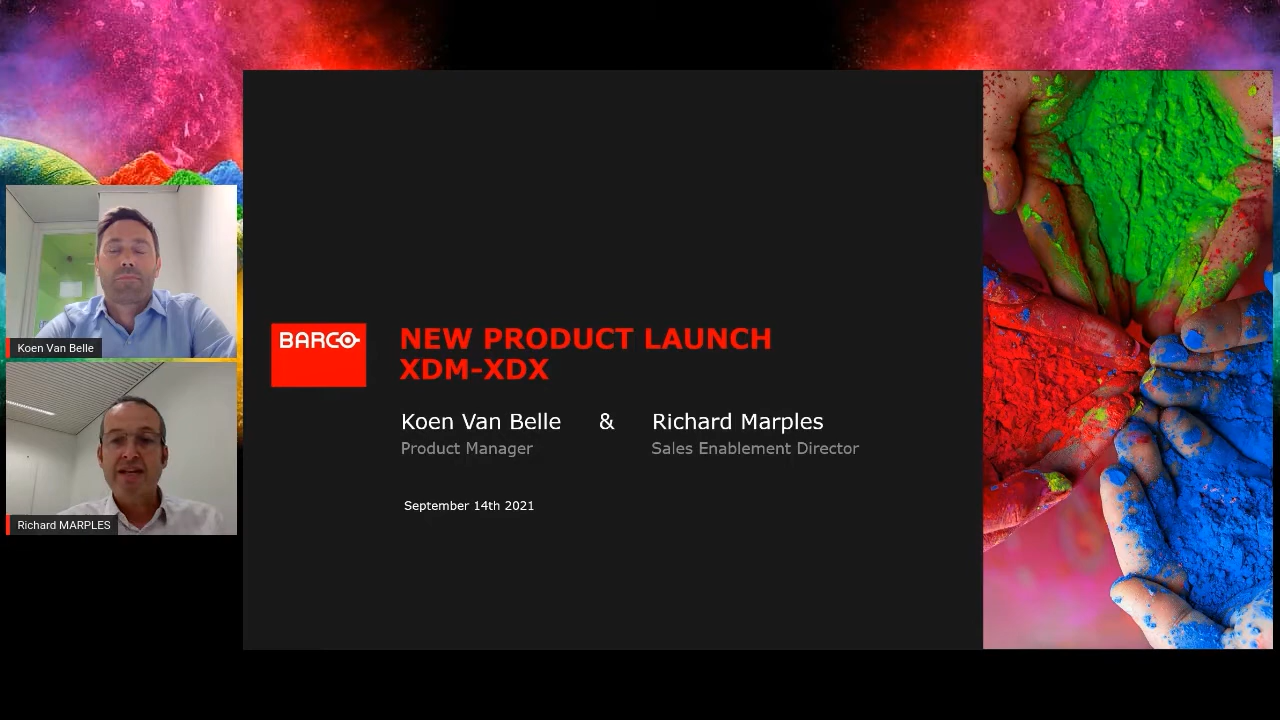 Koen Van Belle
Richard MARPLES
BARCO
NEW PRODUCT LAUNCH
XDM-XDX
Koen Van Belle & Richard Marples
Product Manager Sales Enablement Director
September 14th 2021